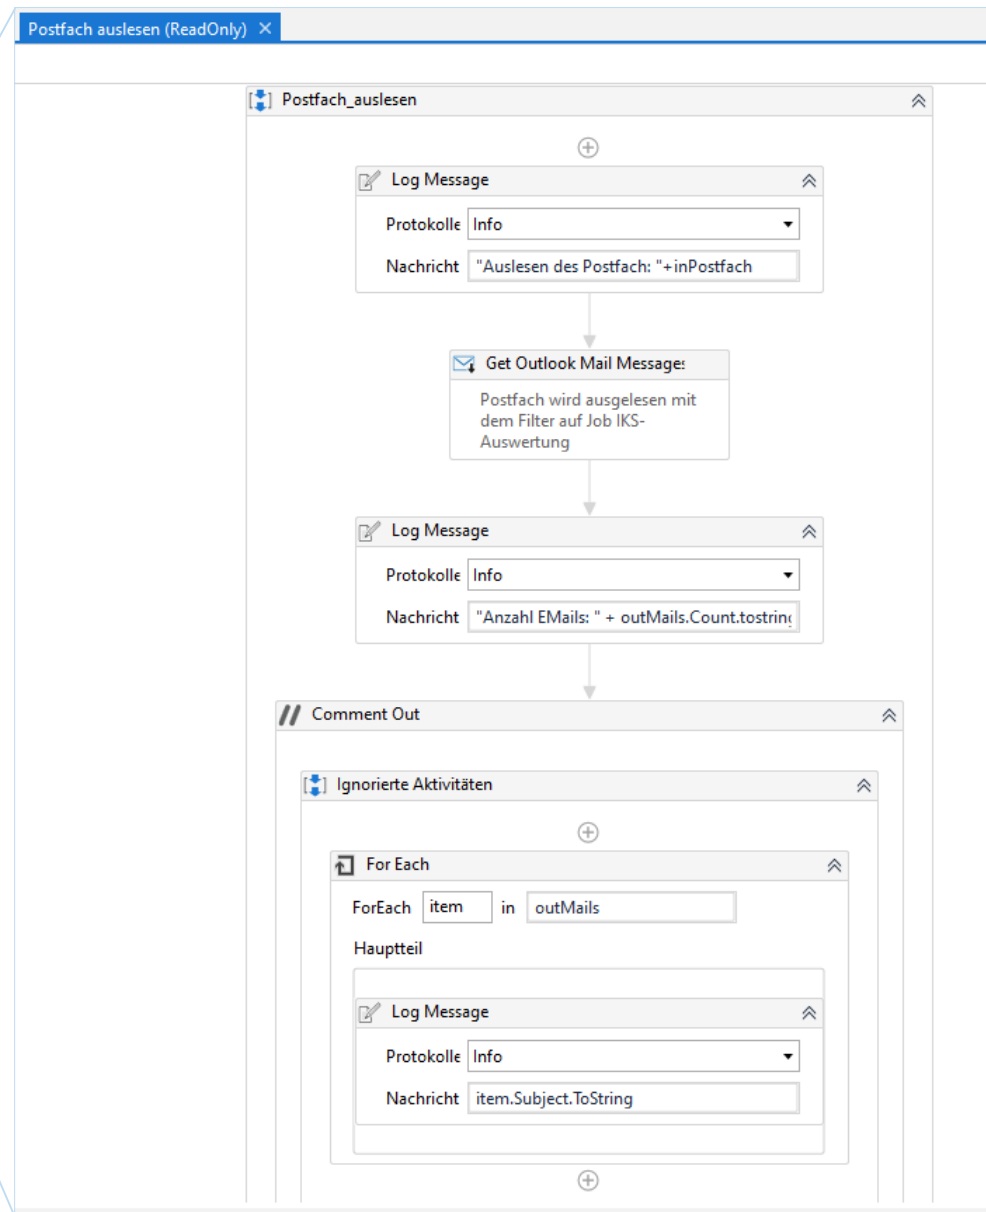 Postfach auslesen (ReadOnly)
Postfach_auslesen
Log Message
Protokolle Info
Nachricht "Auslesen des Postfach: "+inPostfach
Get Outlook Mail Message:
Postfach wird ausgelesen mit
dem Filter auf Job IKS-
Auswertung
Log Message
Protokolle Info
Nachricht "Anzahl EMails: " + outMails.Count.tostring
// Comment Out
Ignorierte Aktivitäten
For Each
ForEach item in outMails
Hauptteil
Log Message
Protokolle Info
Nachricht item.Subject.ToString